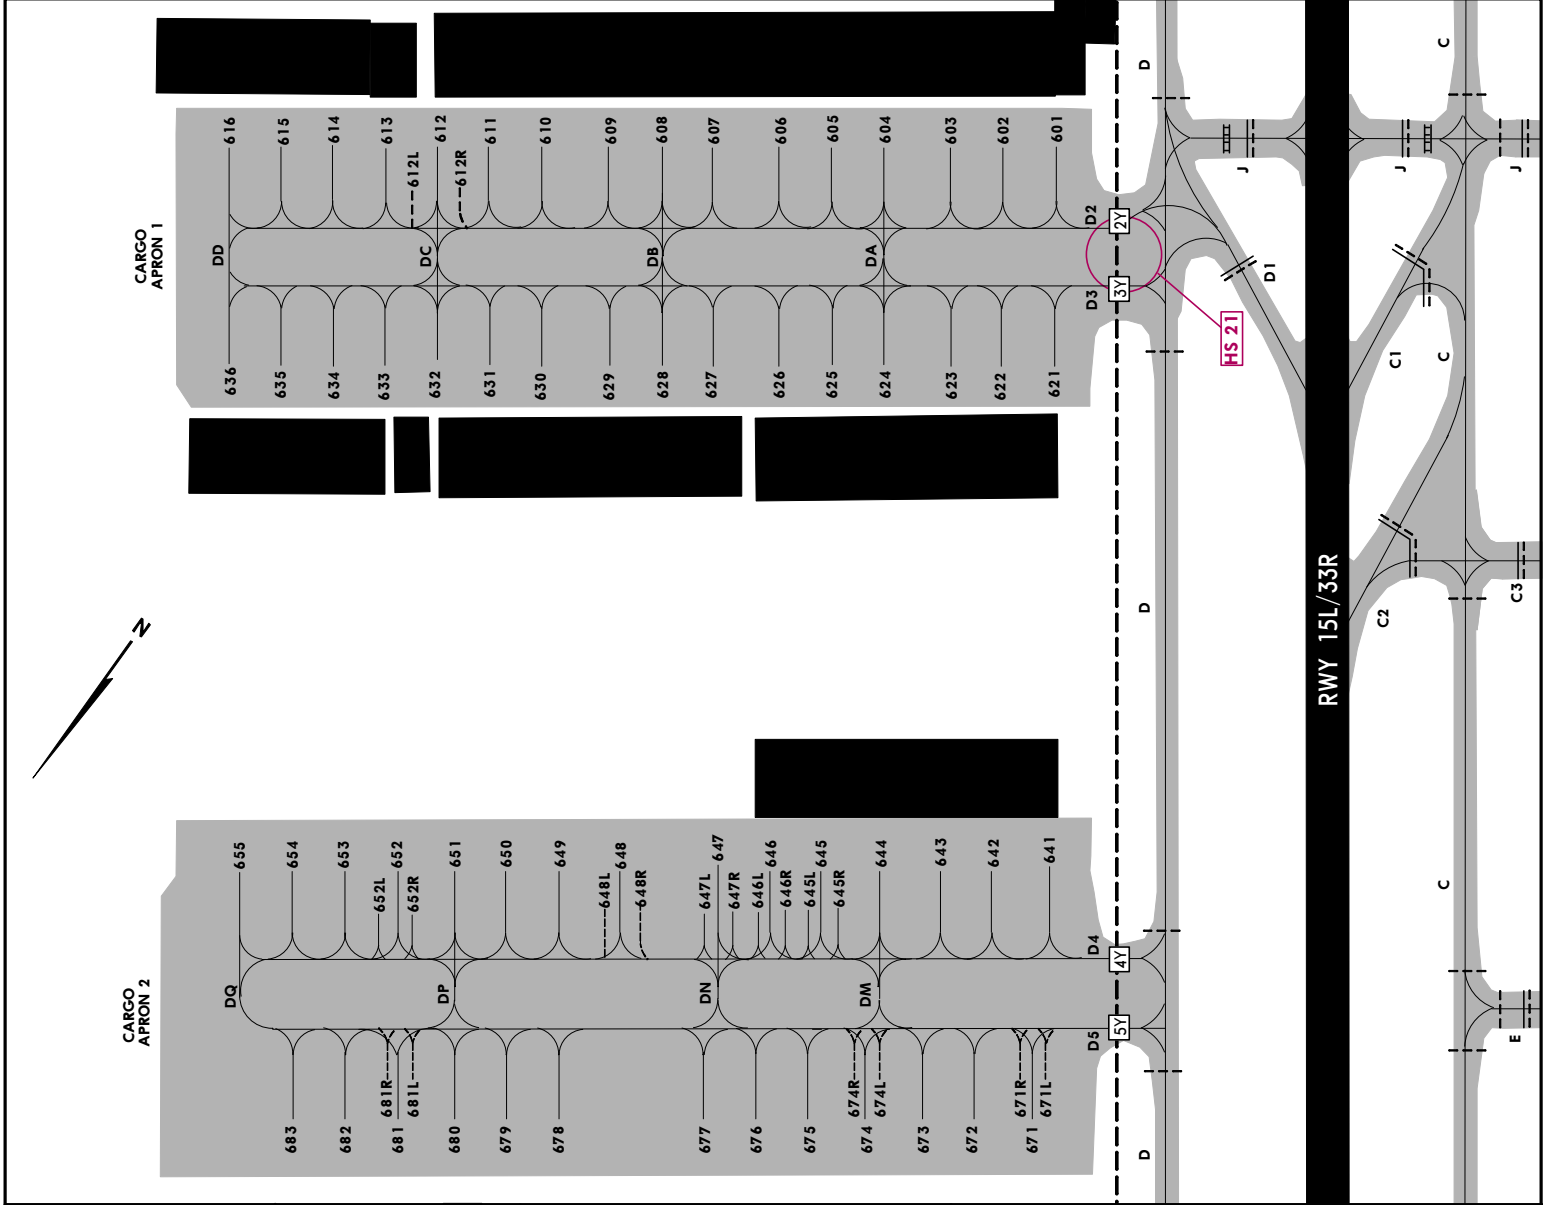 CARGO
APRON 1
616
615
614
613
612
611
610
609
608
607
606
605
604
603
602
601
612L
612R
DD
DC
DB
DA
D2
2Y
D3
3Y
HS 21
636
635
634
633
632
631
630
629
628
627
626
625
624
623
622
621
D
D
D
D1
J
J
J
C
C
C
C1
C2
C3
E
RWY 15L/33R
N
CARGO
APRON 2
655
654
653
652
651
650
649
648
647
646
645
644
643
642
641
652L
652R
648L
648R
647L
647R
646L
646R
645L
645R
DQ
DP
DN
DM
D4
4Y
D5
5Y
681R
681L
674R
674L
671R
671L
683
682
681
680
679
678
677
676
675
674
673
672
671